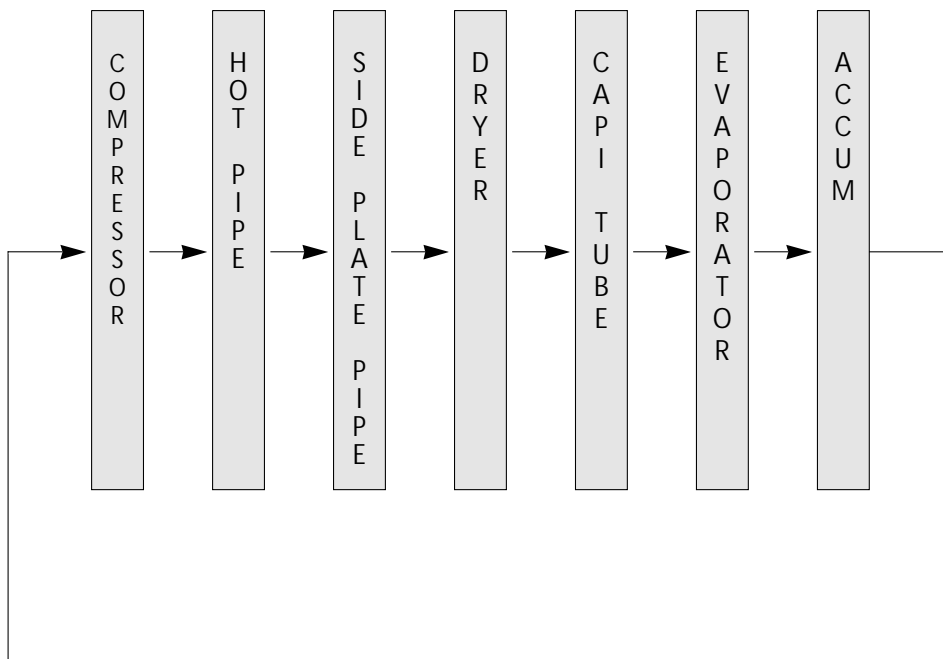 COMPRESSOR
HOT PIPE
SIDE PLATE PIPE
DRYER
CAPI TUBE
EVAPORATOR
ACCUM